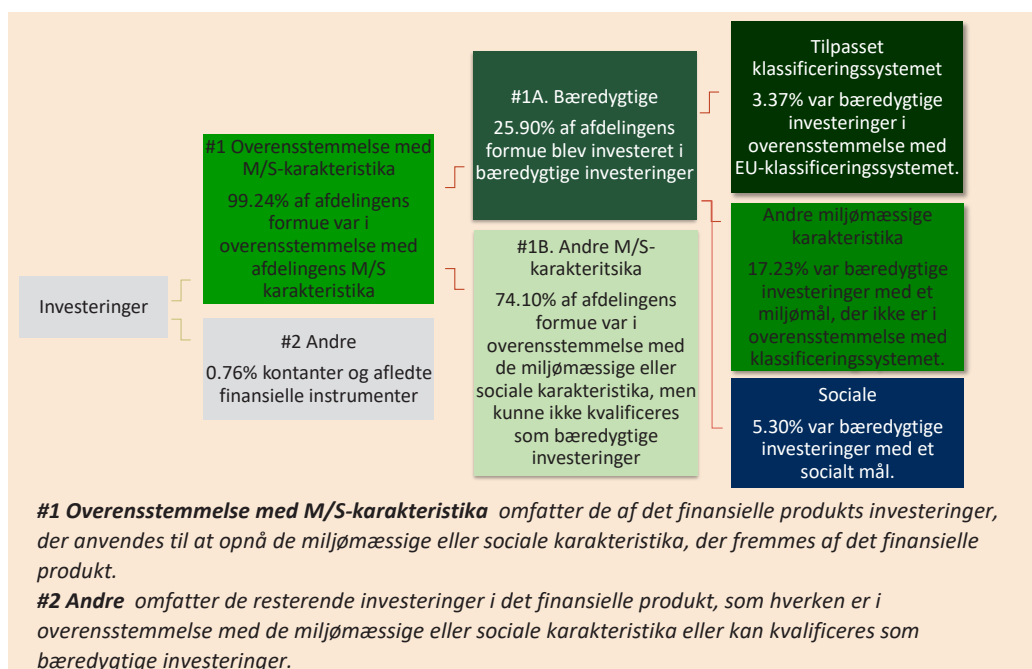 Investeringer
#1 Overensstemmelse med
M/S-karakteristika
99.24% af afdelingens
formue var i
overensstemmelse med
afdelingens M/S
karakteristika
#2 Andre
0.76% kontanter og afledte
finansielle instrumenter
#1A. Bæredygtige
25.90% af afdelingens
formue blev investeret i
bæredygtige investeringer
#1B. Andre M/S-
karakteritsika
74.10% af afdelingens
formue var i
overensstemmelse med
de miljømæssige eller
sociale karakteristika, men
kunne ikke kvalificeres
som bæredygtige
investeringer
Tilpasset
klassificeringssystemet
3.37% var bæredygtige
investeringer i
overensstemmelse med
EU-klassificeringssystemet.
Andre miljømæssige
karakteristika
17.23% var bæredygtige
investeringer med et
miljømål, der ikke er i
overensstemmelse med
klassificeringssystemet.
Sociale
5.30% var bæredygtige
investeringer med et
socialt mål.
#1 Overensstemmelse med M/S-karakteristika omfatter de af det finansielle produkts investeringer,
der anvendes til at opnå de miljømæssige eller sociale karakteristika, der fremmes af det finansielle
produkt.
#2 Andre omfatter de resterende investeringer i det finansielle produkt, som hverken er i
overensstemmelse med de miljømæssige eller sociale karakteristika eller kan kvalificeres som
bæredygtige investeringer.